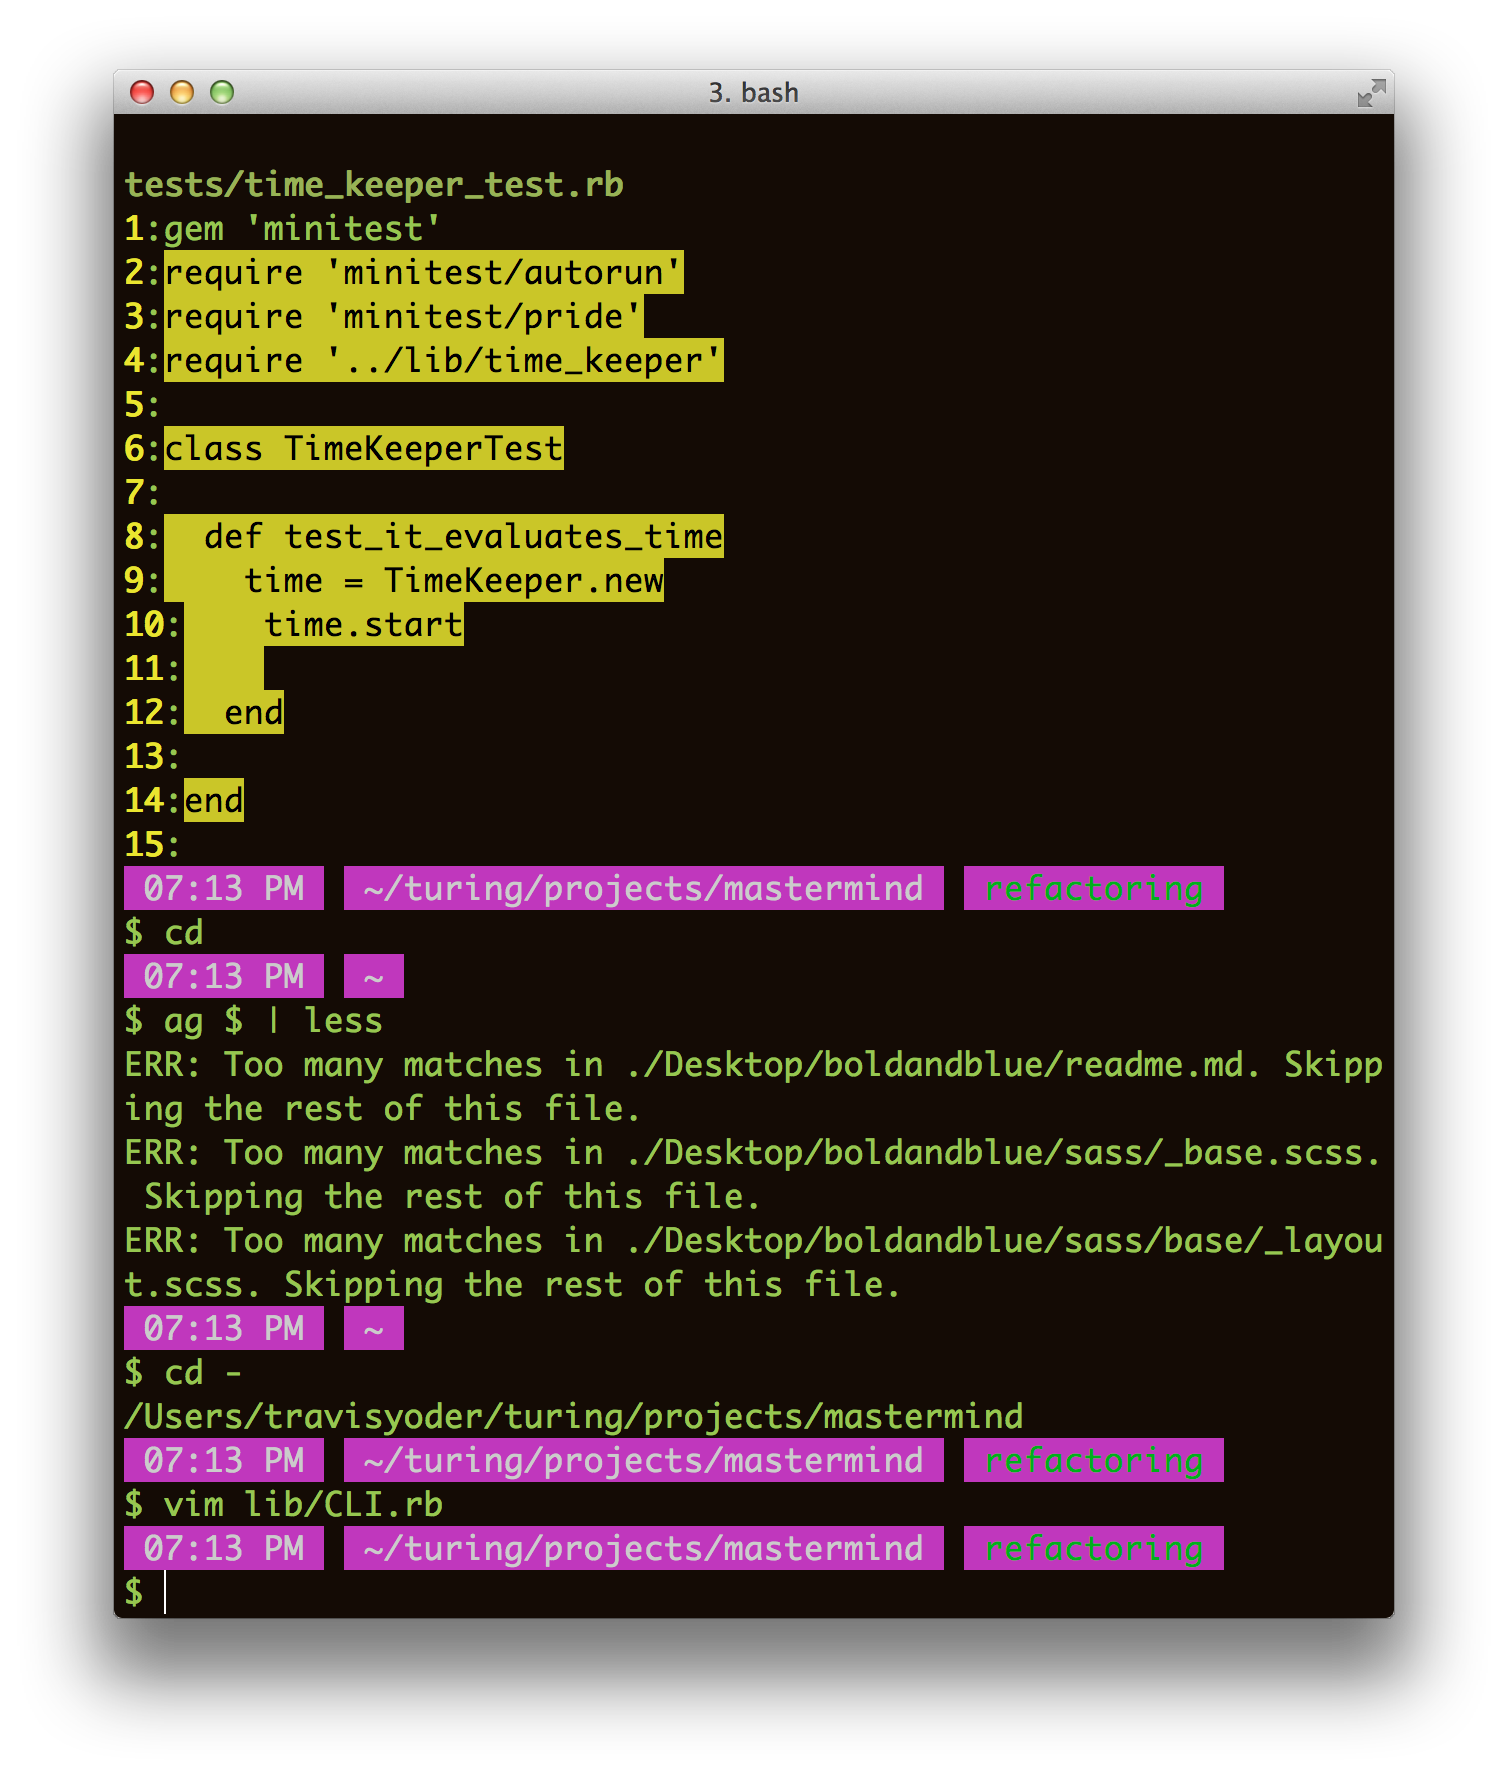 3. bash
tests/time_keeper_test.rb
1:gem 'minitest'
2:require 'minitest/autorun'
3:require 'minitest/pride'
4:require '../lib/time_keeper'
5:
6:class TimeKeeperTest
7:
8:  def test_it_evaluates_time
9:    time = TimeKeeper.new
10:    time.start
11:
12:  end
13:
14:end
15:
07:13 PM ~/turing/projects/mastermind refactoring
$ cd
07:13 PM ~
$ ag $ | less
ERR: Too many matches in ./Desktop/boldandblue/readme.md. Skipp
ing the rest of this file.
ERR: Too many matches in ./Desktop/boldandblue/sass/_base.scss.
 Skipping the rest of this file.
ERR: Too many matches in ./Desktop/boldandblue/sass/base/_layou
t.scss. Skipping the rest of this file.
07:13 PM ~
$ cd -
/Users/travisyoder/turing/projects/mastermind
07:13 PM ~/turing/projects/mastermind refactoring
$ vim lib/CLI.rb
07:13 PM ~/turing/projects/mastermind refactoring
$